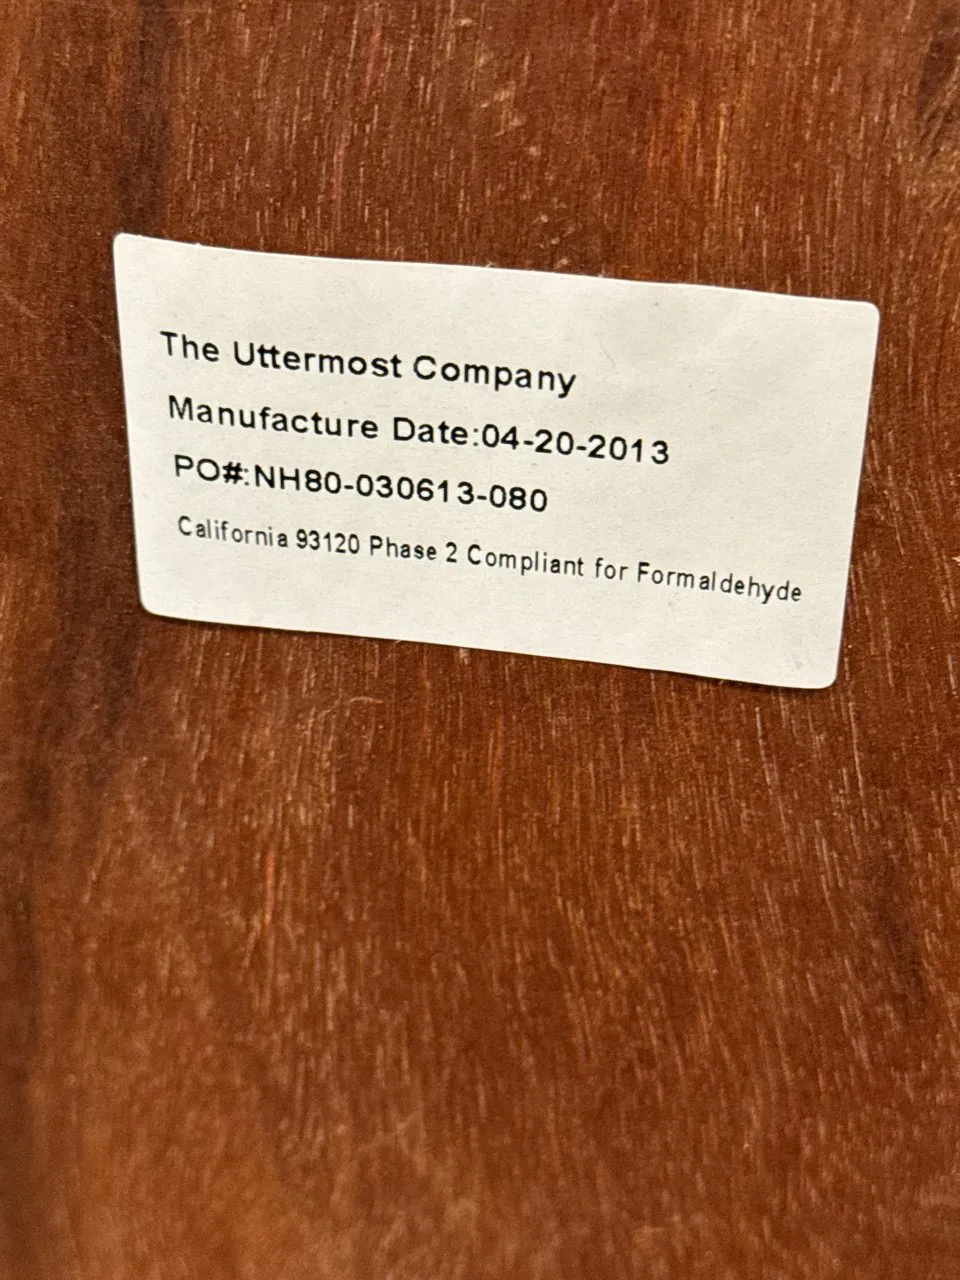 The Uttermost Company
Manufacture Date:04-20-2013
PO#:NH80-030613-080
California 93120 Phase 2 Compliant for Formaldehyde